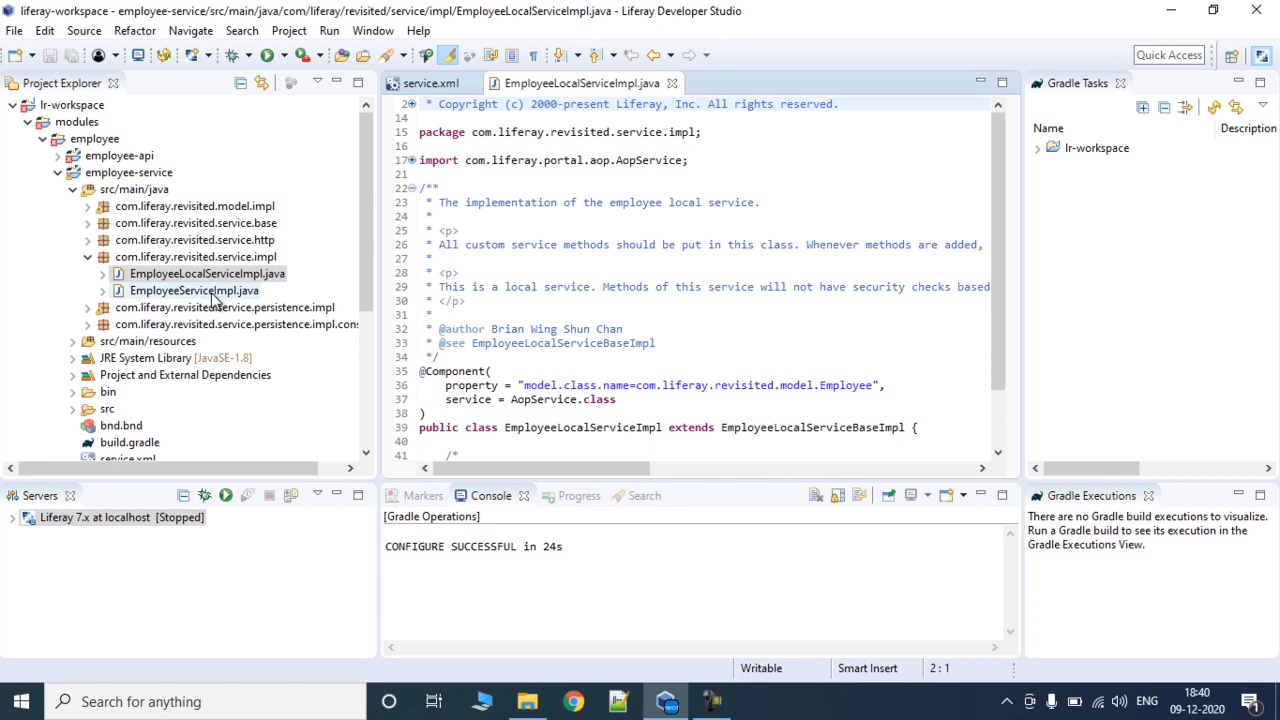 liferay-workspace - employee-service/src/main/java/com/liferay/revisited/service/impl/EmployeeLocalServiceImpl.java - Liferay Developer Studio
File Edit Source Refactor Navigate Search Project Run Window Help
Quick Access
Project Explorer
lr-workspace
modules
employee
employee-api
employee-service
src/main/java
com.liferay.revisited.model.impl
com.liferay.revisited.service.base
com.liferay.revisited.service.http
com.liferay.revisited.service.impl
EmployeeLocalServiceImpl.java
EmployeeServiceImpl.java
com.liferay.revisited.service.persistence.impl
com.liferay.revisited.service.persistence.impl.cons
src/main/resources
JRE System Library [JavaSE-1.8]
Project and External Dependencies
bin
src
bnd.bnd
build.gradle
service.xml
service.xml EmployeeLocalServiceImpl.java
2 * Copyright (c) 2000-present Liferay, Inc. All rights reserved.
14
15 package com.liferay.revisited.service.impl;
16
17 import com.liferay.portal.aop.AopService;
22 /**
23 * The implementation of the employee local service.
24 *
25 * <p>
26 * All custom service methods should be put in this class. Whenever methods are added,
27 *
28 * <p>
29 * This is a local service. Methods of this service will not have security checks based
30 * </p>
31 *
32 * @author Brian Wing Shun Chan
33 * @see EmployeeLocalServiceBaseImpl
34 */
35 @Component(
36 property = "model.class.name=com.liferay.revisited.model.Employee",
37 service = AopService.class
38 )
39 public class EmployeeLocalServiceImpl extends EmployeeLocalServiceBaseImpl {
40
41 /*
Gradle Tasks
Name Description
lr-workspace
Servers
Liferay 7.x at localhost [Stopped]
Markers Console Progress Search
[Gradle Operations]
CONFIGURE SUCCESSFUL in 24s
Gradle Executions
There are no Gradle build executions to visualize.
Run a Gradle build to see its execution in the
Gradle Executions View.
Writable Smart Insert 2 : 1
Search for anything
ENG
18:40
09-12-2020
1